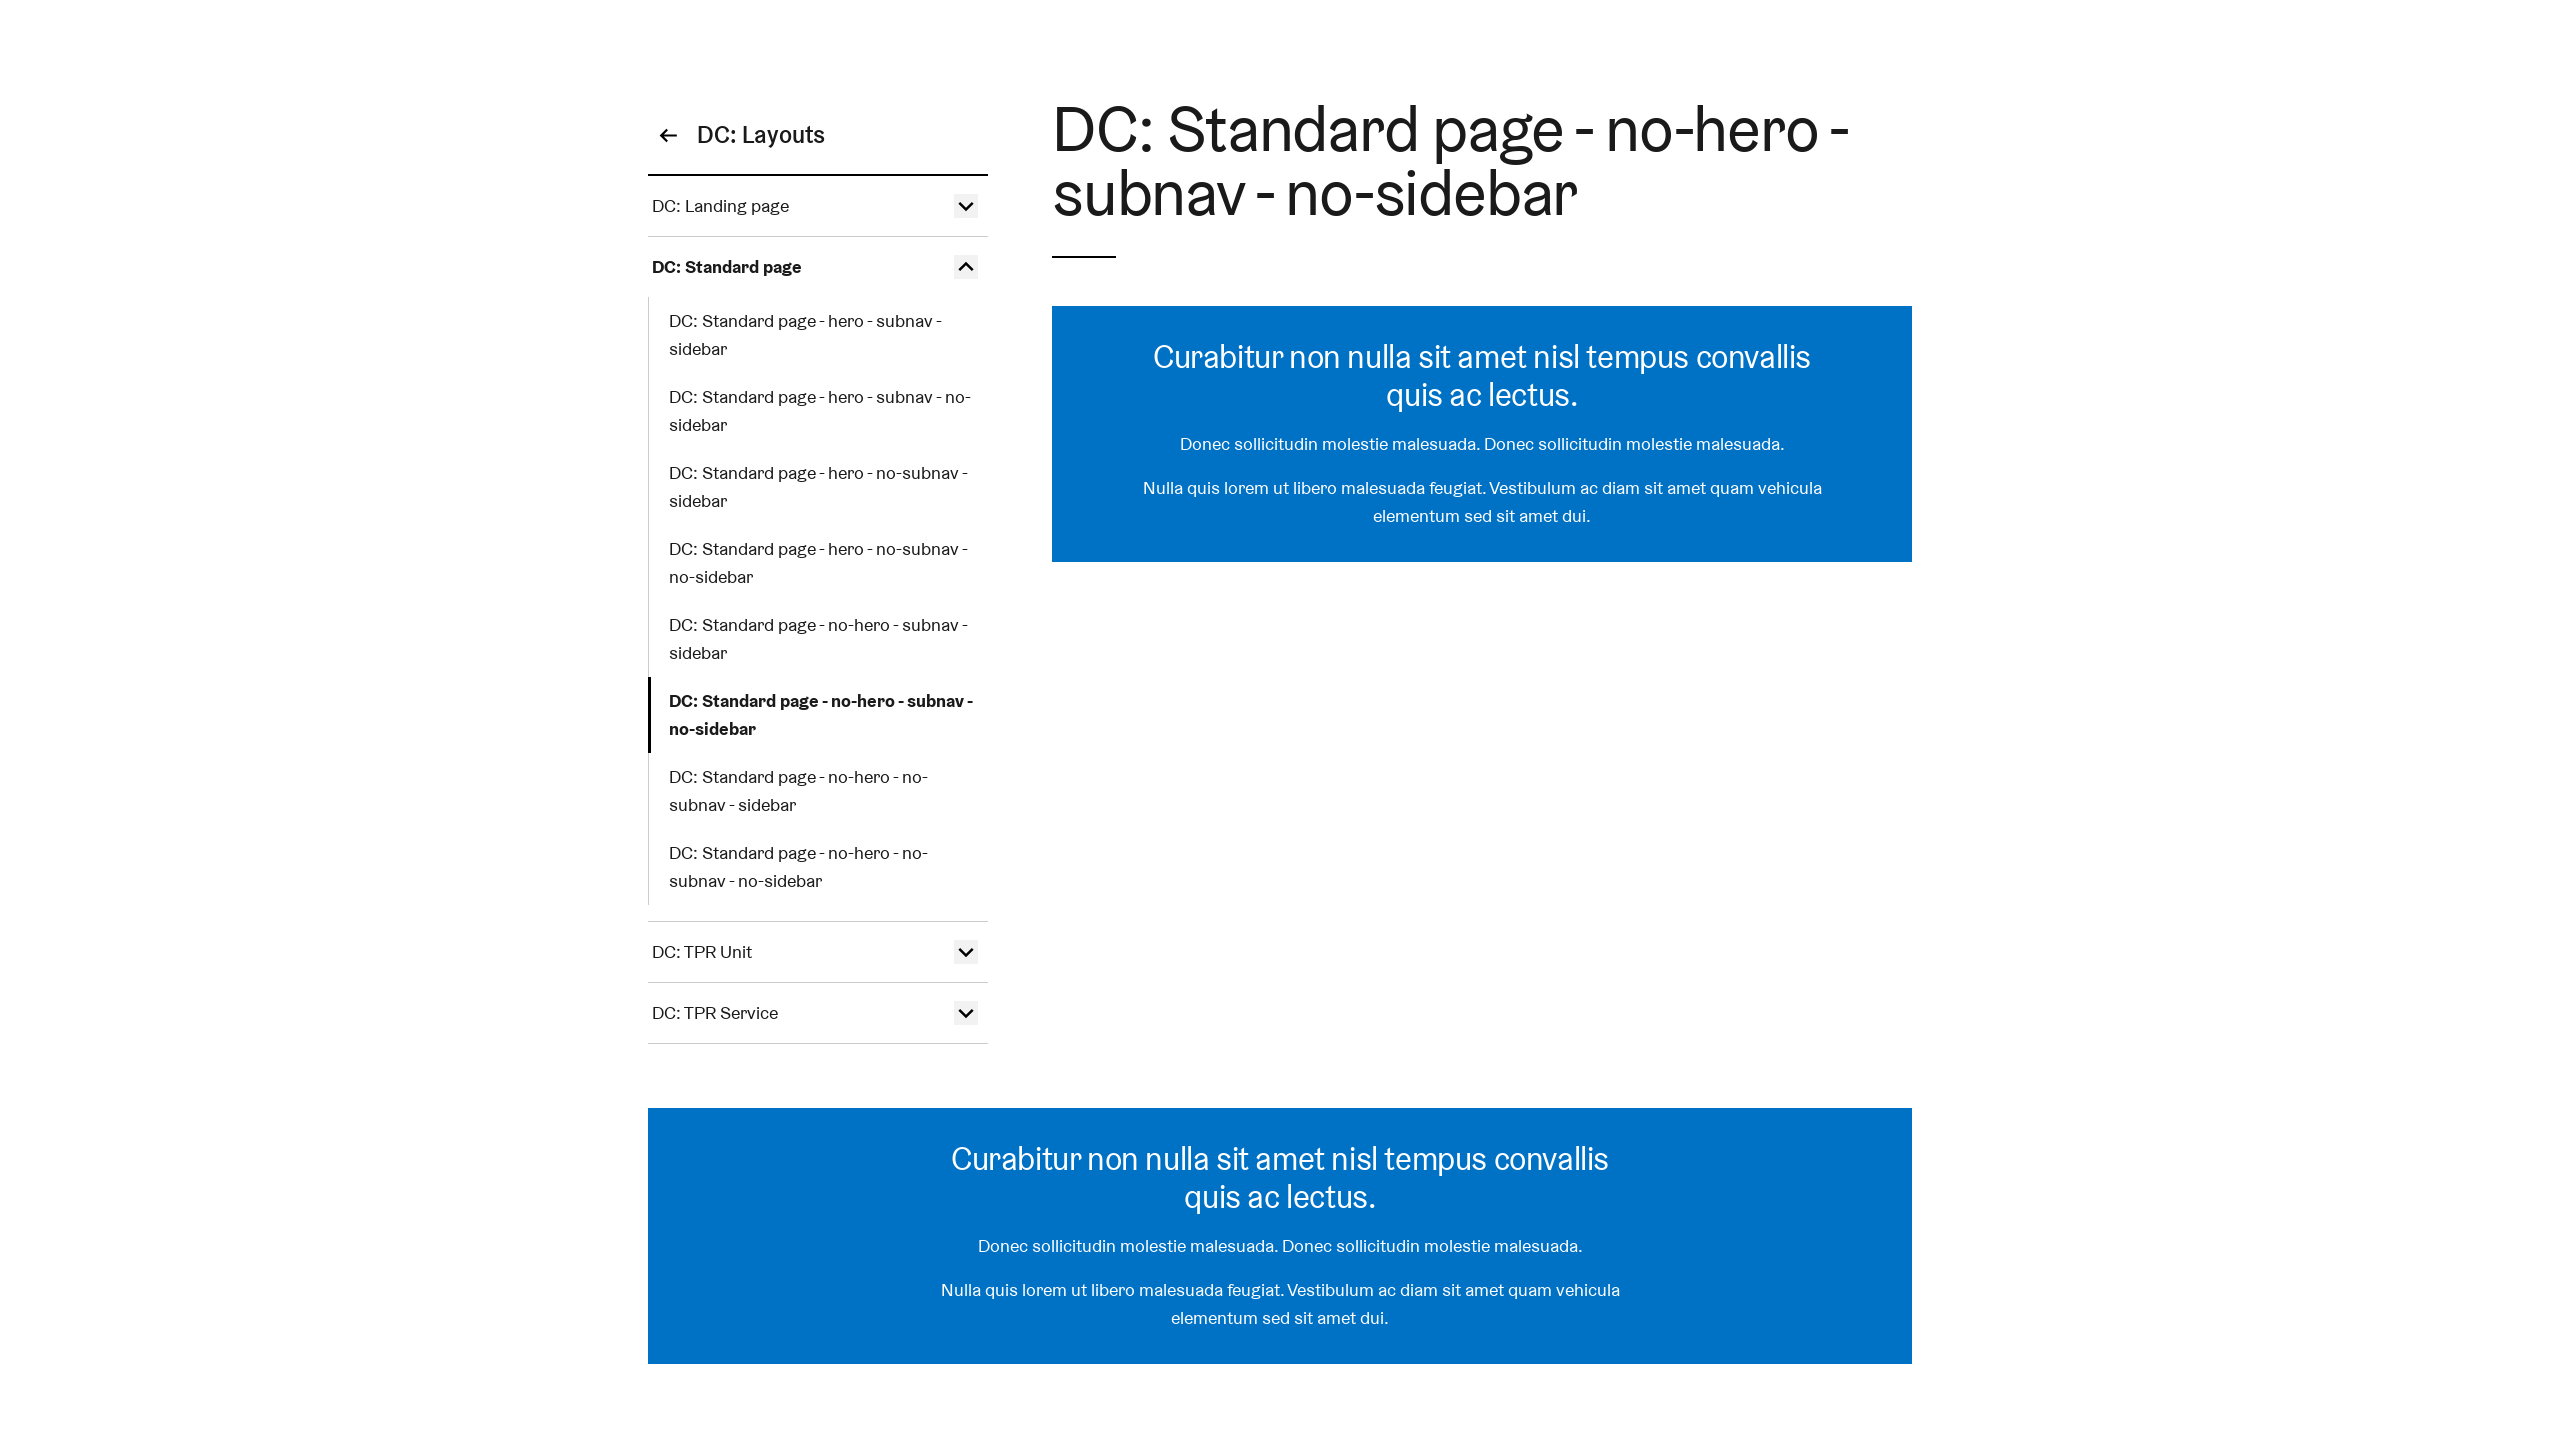 DC: Layouts
DC: Landing page
DC: Standard page
DC: Standard page - hero - subnav -
sidebar
DC: Standard page - hero - subnav - no-
sidebar
DC: Standard page - hero - no-subnav -
sidebar
DC: Standard page - hero - no-subnav -
no-sidebar
DC: Standard page - no-hero - subnav -
sidebar
DC: Standard page - no-hero - subnav -
no-sidebar
DC: Standard page - no-hero - no-
subnav - sidebar
DC: Standard page - no-hero - no-
subnav - no-sidebar
DC: TPR Unit
DC: TPR Service
DC: Standard page - no-hero -
subnav - no-sidebar
Curabitur non nulla sit amet nisl tempus convallis
quis ac lectus.
Donec sollicitudin molestie malesuada. Donec sollicitudin molestie malesuada.
Nulla quis lorem ut libero malesuada feugiat. Vestibulum ac diam sit amet quam vehicula
elementum sed sit amet dui.
Curabitur non nulla sit amet nisl tempus convallis
quis ac lectus.
Donec sollicitudin molestie malesuada. Donec sollicitudin molestie malesuada.
Nulla quis lorem ut libero malesuada feugiat. Vestibulum ac diam sit amet quam vehicula
elementum sed sit amet dui.